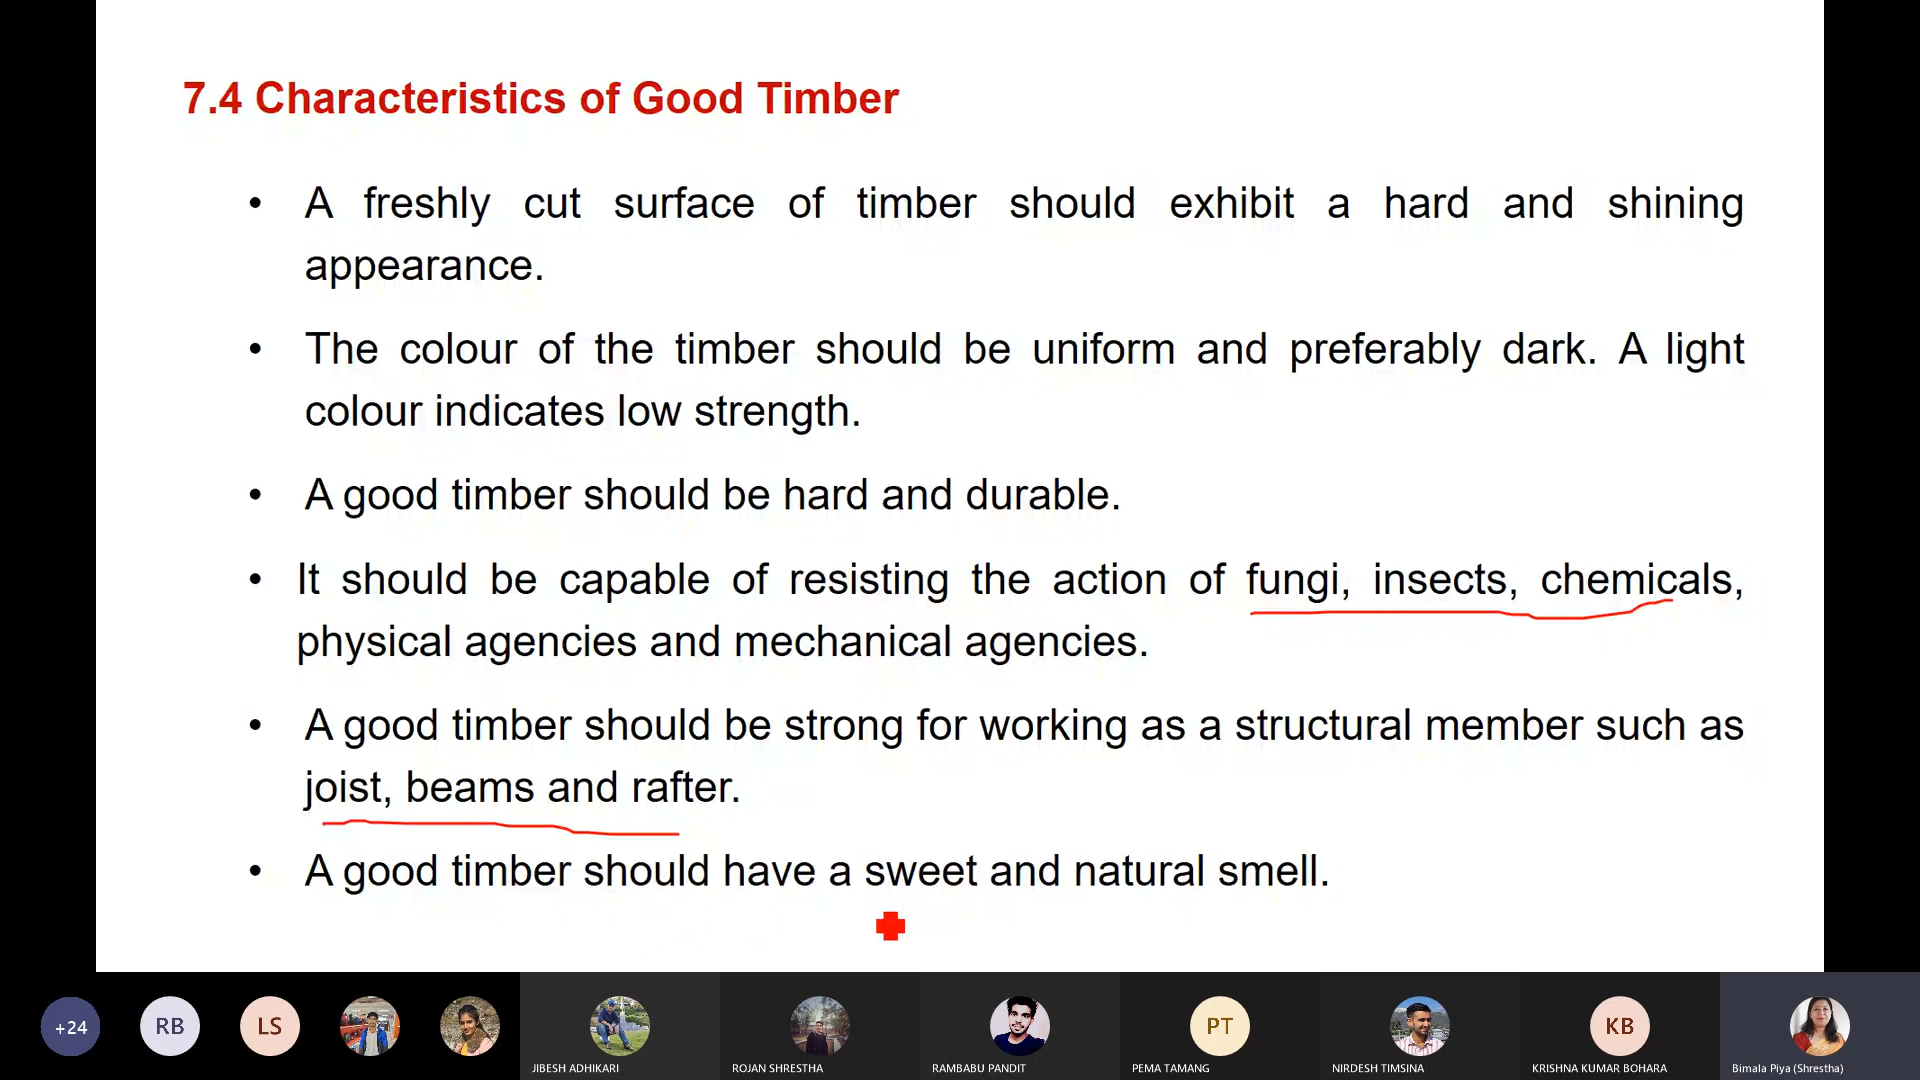 7.4 Characteristics of Good Timber
• A freshly cut surface of timber should exhibit a hard and shining
appearance.
• The colour of the timber should be uniform and preferably dark. A light
colour indicates low strength.
• A good timber should be hard and durable.
• It should be capable of resisting the action of fungi, insects, chemicals,
physical agencies and mechanical agencies.
• A good timber should be strong for working as a structural member such as
joist, beams and rafter.
• A good timber should have a sweet and natural smell.
+24 RB LS PT KB
JIBESH ADHIKARI ROJAN SHRESTHA RAMBABU PANDIT PEMA TAMANG NIRDESH TIMSINA KRISHNA KUMAR BOHARA Bimala Piya (Shrestha)